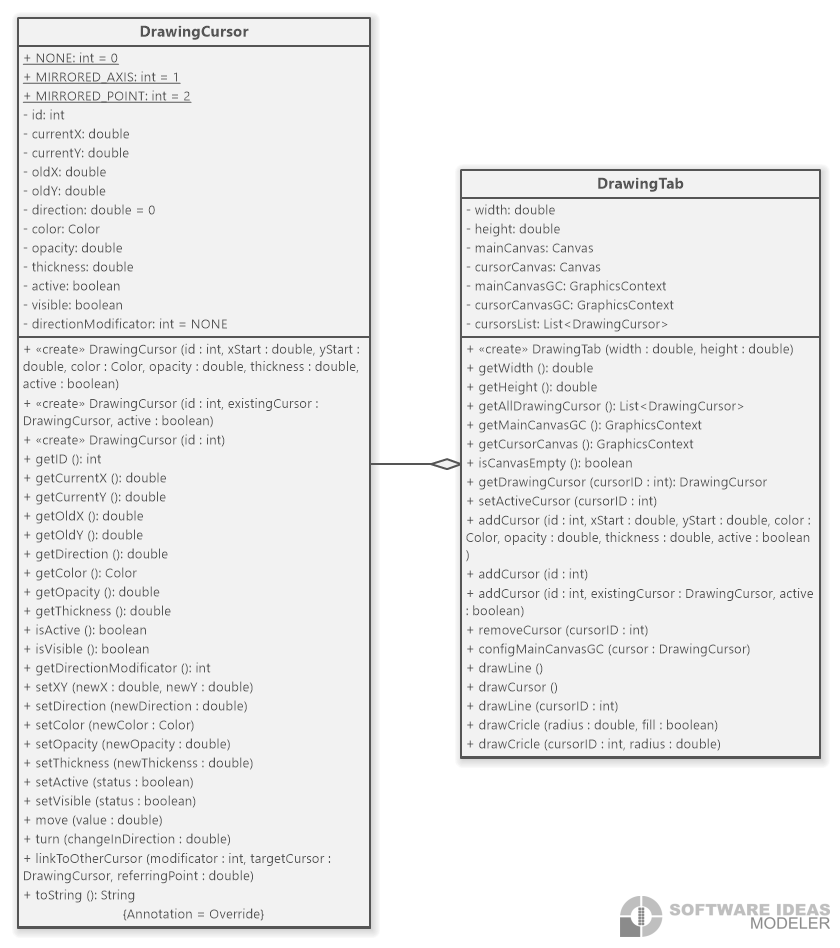 DrawingCursor
+ NONE: int = 0
+ MIRRORED_AXIS: int = 1
+ MIRRORED_POINT: int = 2
- id: int
- currentX: double
- currentY: double
- oldX: double
- oldY: double
- direction: double = 0
- color: Color
- opacity: double
- thickness: double
- active: boolean
- visible: boolean
- directionModificator: int = NONE
+ «create» DrawingCursor (id : int, xStart : double, yStart :
double, color : Color, opacity : double, thickness : double,
active : boolean)
+ «create» DrawingCursor (id : int, existingCursor :
DrawingCursor, active : boolean)
+ «create» DrawingCursor (id : int)
+ getID (): int
+ getCurrentX (): double
+ getCurrentY (): double
+ getOldX (): double
+ getOldY (): double
+ getDirection (): double
+ getColor (): Color
+ getOpacity (): double
+ getThickness (): double
+ isActive (): boolean
+ isVisible (): boolean
+ getDirectionModificator (): int
+ setXY (newX : double, newY : double)
+ setDirection (newDirection : double)
+ setColor (newColor : Color)
+ setOpacity (newOpacity : double)
+ setThickness (newThickenss : double)
+ setActive (status : boolean)
+ setVisible (status : boolean)
+ move (value : double)
+ turn (changeInDirection : double)
+ linkToOtherCursor (modificator : int, targetCursor :
DrawingCursor, referringPoint : double)
+ toString (): String
{Annotation = Override}
DrawingTab
- width: double
- height: double
- mainCanvas: Canvas
- cursorCanvas: Canvas
- mainCanvasGC: GraphicsContext
- cursorCanvasGC: GraphicsContext
- cursorsList: List<DrawingCursor>
+ «create» DrawingTab (width : double, height : double)
+ getWidth (): double
+ getHeight (): double
+ getAllDrawingCursor (): List<DrawingCursor>
+ getMainCanvasGC (): GraphicsContext
+ getCursorCanvas (): GraphicsContext
+ isCanvasEmpty (): boolean
+ getDrawingCursor (cursorID : int): DrawingCursor
+ setActiveCursor (cursorID : int)
+ addCursor (id : int, xStart : double, yStart : double, color :
Color, opacity : double, thickness : double, active : boolean
)
+ addCursor (id : int)
+ addCursor (id : int, existingCursor : DrawingCursor, active
: boolean)
+ removeCursor (cursorID : int)
+ configMainCanvasGC (cursor : DrawingCursor)
+ drawLine ()
+ drawCursor ()
+ drawLine (cursorID : int)
+ drawCricle (radius : double, fill : boolean)
+ drawCricle (cursorID : int, radius : double)
SOFTWARE IDEAS
MODELER